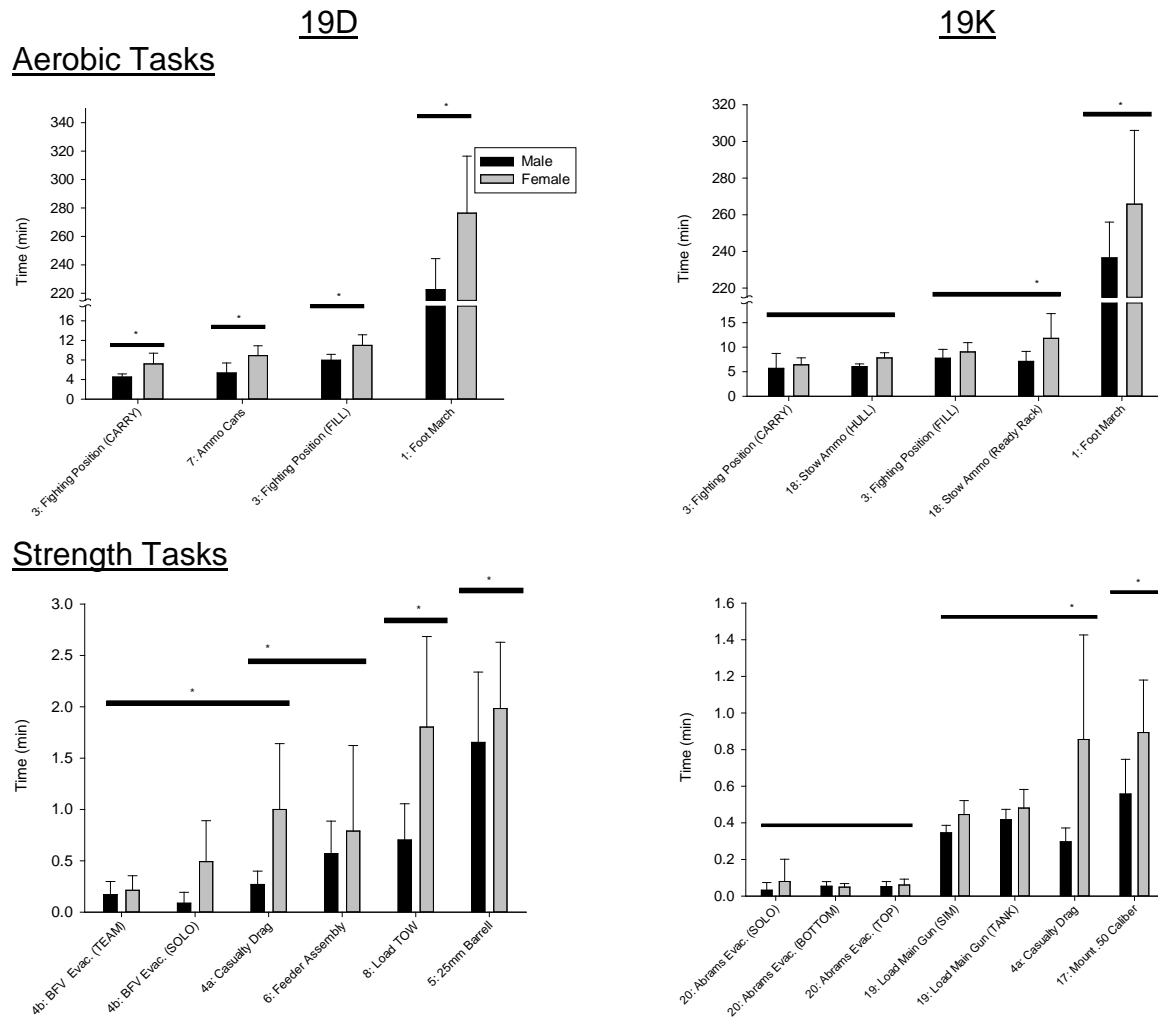 19D
19K
Aerobic Tasks
Time (min)
340
320
300
280
260
240
220
16
12
8
4
0
*
*
*
*
Male
Female
3: Fighting Position (CARRY)
7: Ammo Cans
3: Fighting Position (FILL)
1: Foot March
Time (min)
320
300
280
260
240
220
15
10
5
0
*
*
3: Fighting Position (CARRY)
18: Stow Ammo (HULL)
3: Fighting Position (FILL)
18: Stow Ammo (Ready Rack)
1: Foot March
Strength Tasks
Time (min)
3.0
2.5
2.0
1.5
1.0
0.5
0.0
*
*
*
*
4b: BFV Evac. (TEAM)
4b: BFV Evac. (SOLO)
4a: Casualty Drag
6: Feeder Assembly
8: Load TOW
5: 25mm Barrell
Time (min)
1.6
1.4
1.2
1.0
0.8
0.6
0.4
0.2
0.0
*
*
20: Abrams Evac. (SOLO)
20: Abrams Evac. (BOTTOM)
20: Abrams Evac. (TOP)
19: Load Main Gun (SIM)
19: Load Main Gun (TANK)
4a: Casualty Drag
17: Mount .50 Caliber